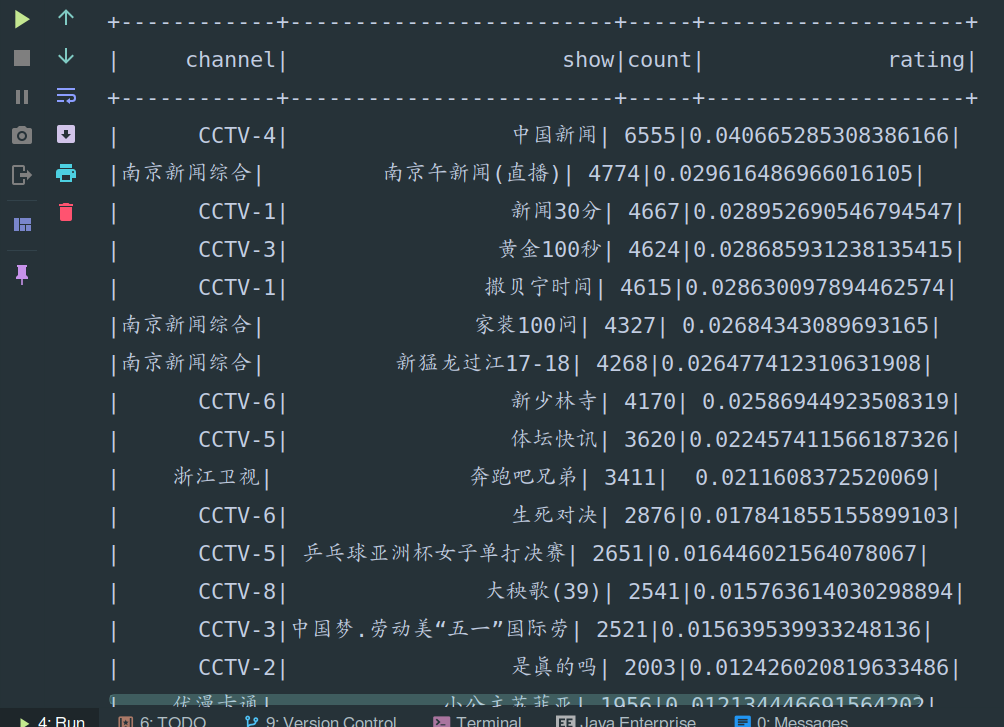 +------------+-------------------------+-----+--------------------+
|     channel|                     show|count|              rating|
+------------+-------------------------+-----+--------------------+
|      CCTV-4|                 中国新闻| 6555|0.040665285308386166|
|南京新闻综合|         南京午新闻(直播)| 4774|0.029616486966016105|
|      CCTV-1|                 新闻30分| 4667|0.028952690546794547|
|      CCTV-3|                黄金100秒| 4624|0.028685931238135415|
|      CCTV-1|               撒贝宁时间| 4615|0.028630097894462574|
|南京新闻综合|                家装100问| 4327| 0.02684343089693165|
|南京新闻综合|          新猛龙过江17-18| 4268|0.026477412310631908|
|      CCTV-6|                 新少林寺| 4170| 0.02586944923508319|
|      CCTV-5|                 体坛快讯| 3620|0.022457411566187326|
|    浙江卫视|               奔跑吧兄弟| 3411|  0.0211608372520069|
|      CCTV-6|                 生死对决| 2876|0.017841855155899103|
|      CCTV-5| 乒乓球亚洲杯女子单打决赛| 2651|0.016446021564078067|
|      CCTV-8|               大秧歌(39)| 2541|0.015763614030298894|
|      CCTV-3|中国梦.劳动美“五一”国际劳| 2521|0.015639539933248136|
|      CCTV-2|                 是真的吗| 2003|0.012426020819633486|
|    优漫卡通|             小公主苏菲亚| 1956|0.012134446691564202|
4: Run 6: TODO 9: Version Control Terminal Java Enterprise 0: Messages